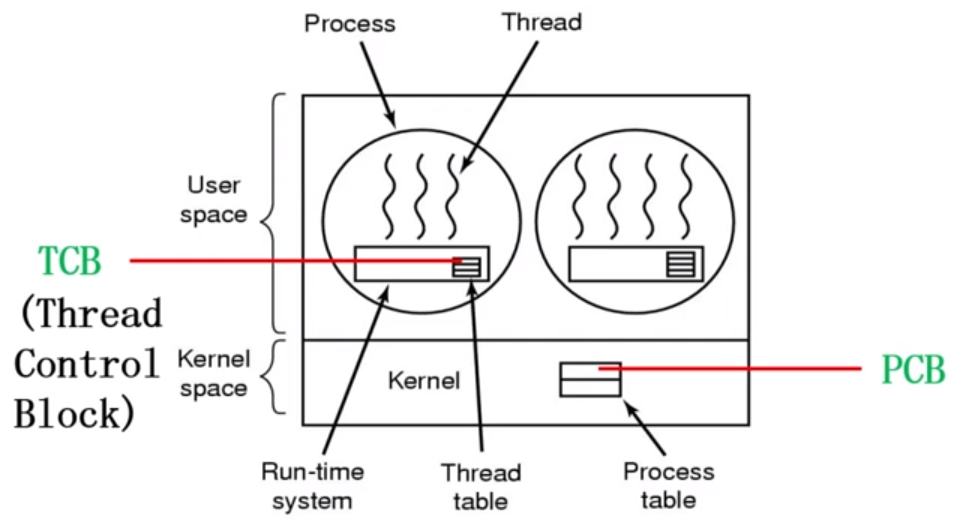 Process
Thread
User
space
TCB
(Thread
Control
Block)
Kernel
space
Kernel
PCB
Run-time
system
Thread
table
Process
table